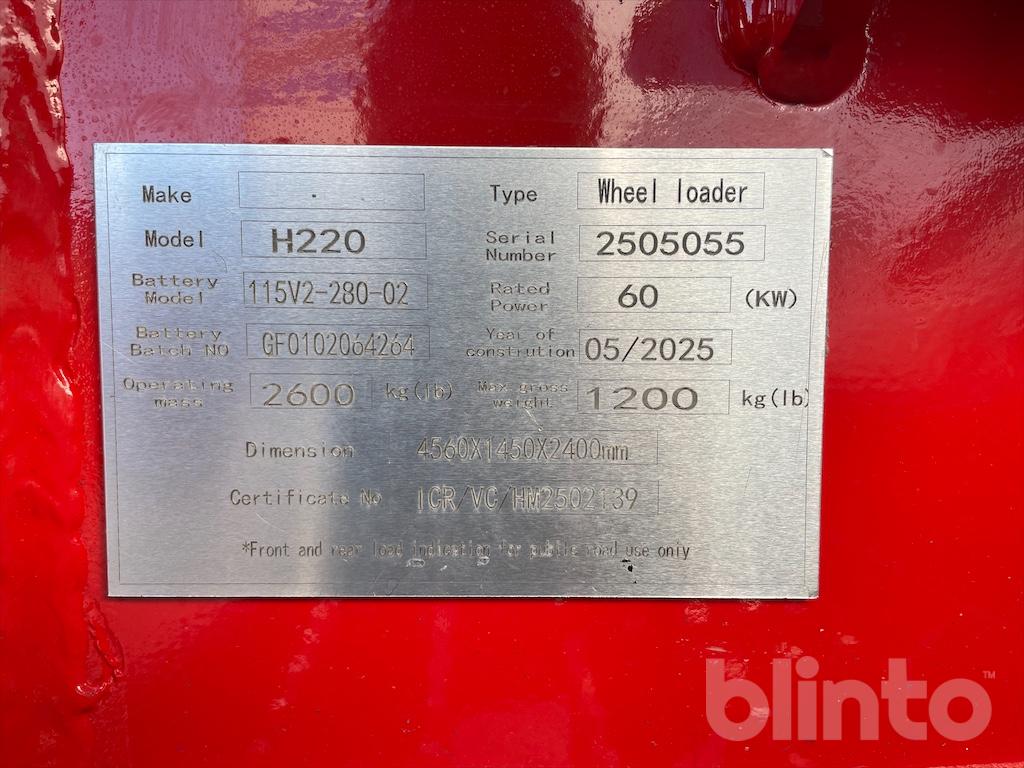 Make . Type Wheel loader
Model H220 Serial Number 2505055
Battery Model 115V2-280-02 Rated Power 60 (KW)
Battery Batch NO GF0102064264 Year of constrution 05/2025
Operating mass 2600 kg(lb) Max gross weight 1200 kg(lb)
Dimension 4560X1450X2400mm
Certificate No ICR/VC/HM2502139
*Front and rear load indication for public road use only
blinto™